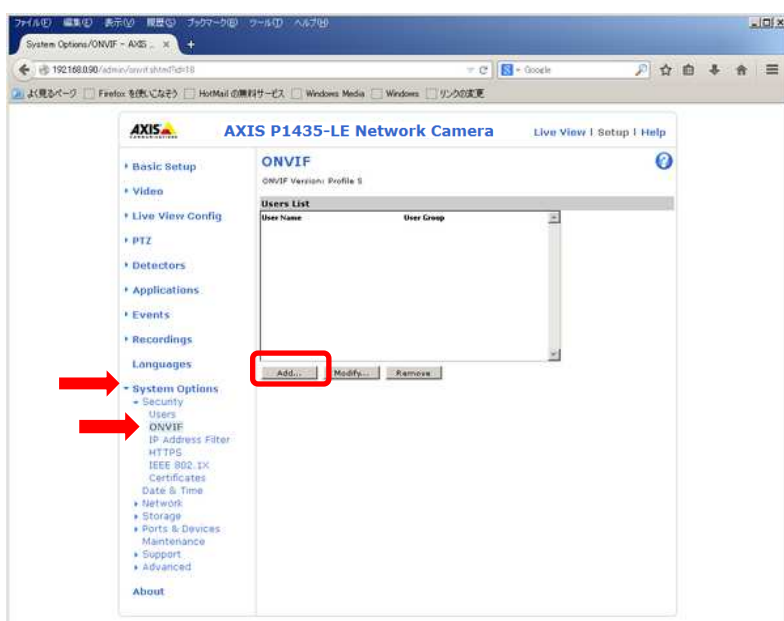 ファイル(F) 編集(E) 表示(V) 履歴(S) ブックマーク(B) ツール(T) ヘルプ(H)
System Options/ONVIF - AXIS ... × +
192.168.0.90/admin/onvif.shtml?id=18
Google
よく見るページ Firefox を使いこなそう HotMail の無料サービス Windows Media Windows リンクの変更
AXIS
COMMUNICATIONS
AXIS P1435-LE Network Camera
Live View | Setup | Help
Basic Setup
Video
Live View Config
PTZ
Detectors
Applications
Events
Recordings
Languages
System Options
Security
Users
ONVIF
IP Address Filter
HTTPS
IEEE 802.1X
Certificates
Date & Time
Network
Storage
Ports & Devices
Maintenance
Support
Advanced
About
ONVIF
ONVIF Version: Profile S
Users List
User Name User Group
Add... Modify... Remove